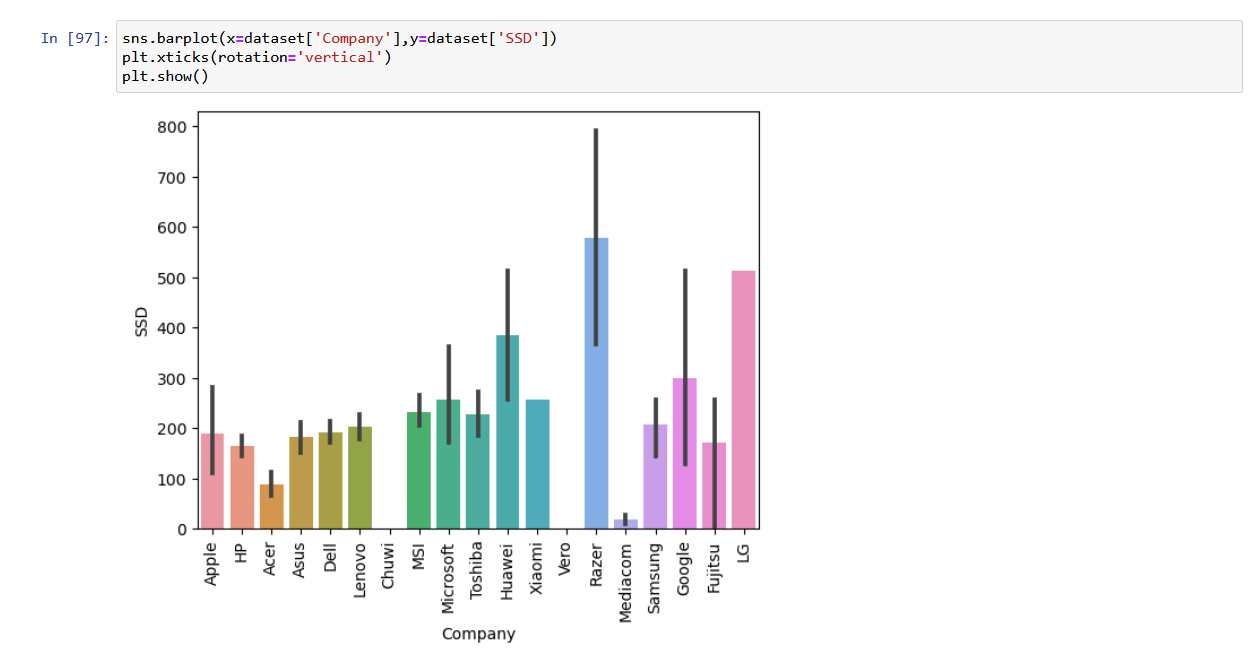 In [97]: sns.barplot(x=dataset['Company'],y=dataset['SSD'])
plt.xticks(rotation='vertical')
plt.show()
800
700
600
500
400
300
200
100
0
SSD
Apple
HP
Acer
Asus
Dell
Lenovo
Chuwi
MSI
Microsoft
Toshiba
Huawei
Xiaomi
Vero
Razer
Mediacom
Samsung
Google
Fujitsu
LG
Company